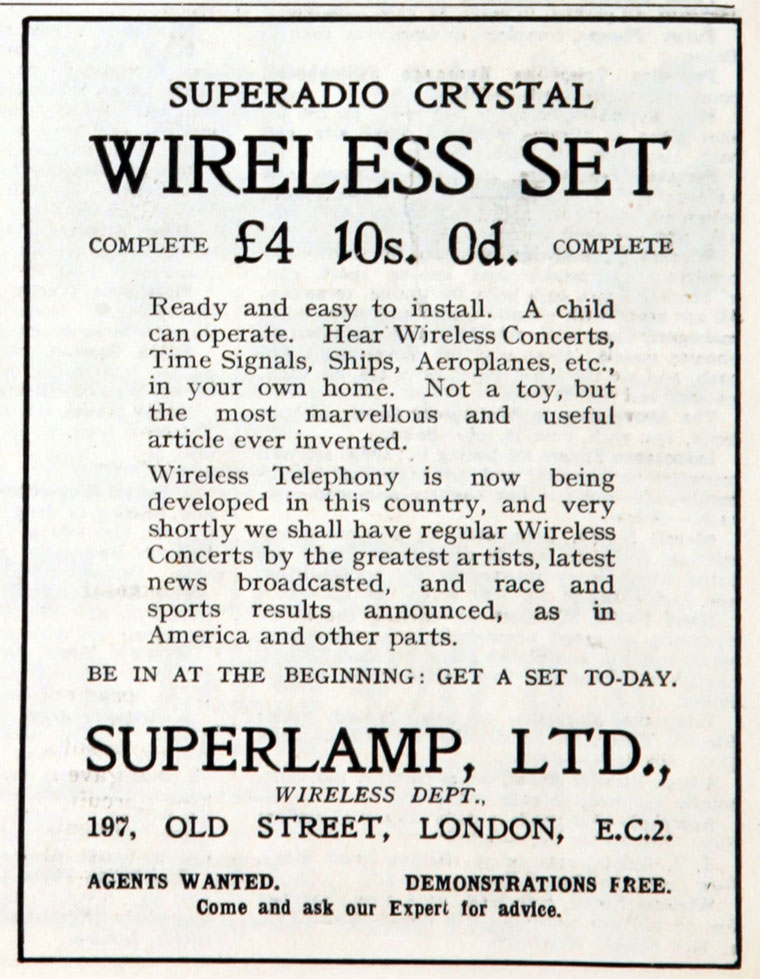 SUPERADIO CRYSTAL
WIRELESS SET
COMPLETE £4 10s. 0d. COMPLETE
Ready and easy to install. A child
can operate. Hear Wireless Concerts,
Time Signals, Ships, Aeroplanes, etc.,
in your own home. Not a toy, but
the most marvellous and useful
article ever invented.
Wireless Telephony is now being
developed in this country, and very
shortly we shall have regular Wireless
Concerts by the greatest artists, latest
news broadcasted, and race and
sports results announced, as in
America and other parts.
BE IN AT THE BEGINNING: GET A SET TO-DAY.
SUPERLAMP, LTD.,
WIRELESS DEPT.,
197, OLD STREET, LONDON, E.C.2.
AGENTS WANTED. DEMONSTRATIONS FREE.
Come and ask our Expert for advice.